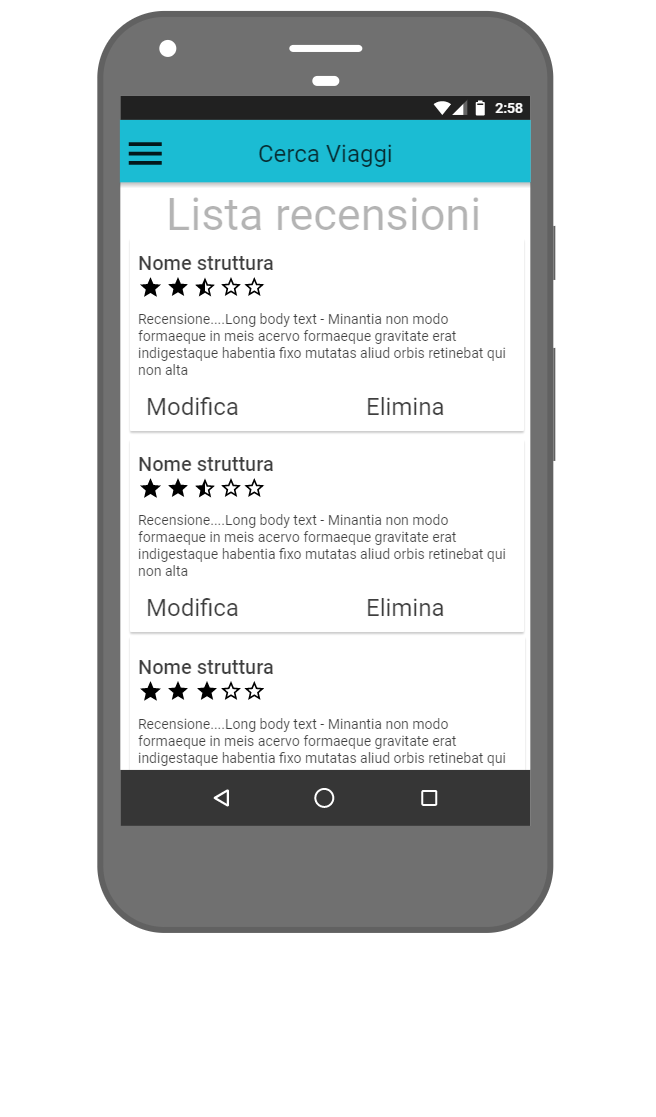 2:58
Cerca Viaggi
Lista recensioni
Nome struttura
Recensione....Long body text - Minantia non modo
formaeque in meis acervo formaeque gravitate erat
indigestaque habentia fixo mutatas aliud orbis retinebat qui
non alta
Modifica Elimina
Nome struttura
Recensione....Long body text - Minantia non modo
formaeque in meis acervo formaeque gravitate erat
indigestaque habentia fixo mutatas aliud orbis retinebat qui
non alta
Modifica Elimina
Nome struttura
Recensione....Long body text - Minantia non modo
formaeque in meis acervo formaeque gravitate erat
indigestaque habentia fixo mutatas aliud orbis retinebat qui